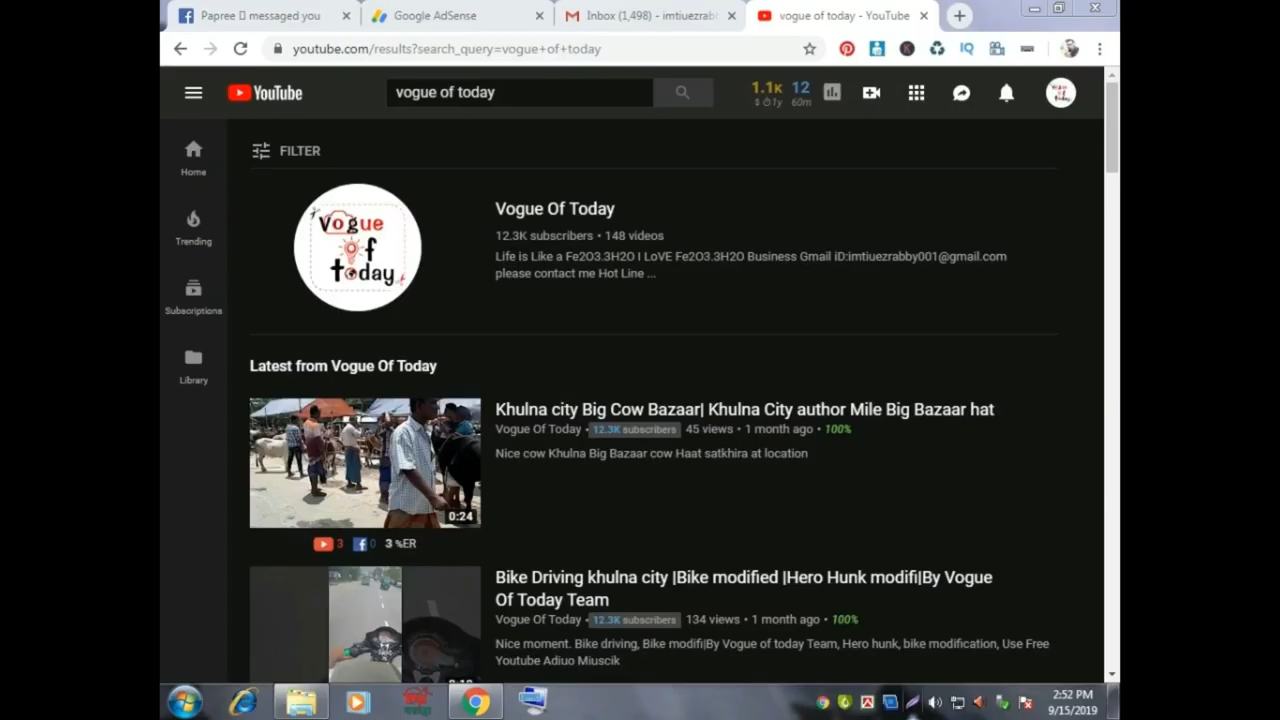 Papree messaged you
Google AdSense
Inbox (1,498) - imtiuezrabb
vogue of today - YouTube
youtube.com/results?search_query=vogue+of+today
IQ
YouTube
vogue of today
1.1K 12
1y 60m
Home
Trending
Subscriptions
Library
FILTER
Vogue
of
today
Vogue Of Today
12.3K subscribers • 148 videos
Life is Like a Fe2O3.3H2O I LoVE Fe2O3.3H2O Business Gmail iD:imtiuezrabby001@gmail.com
please contact me Hot Line ...
Latest from Vogue Of Today
Khulna city Big Cow Bazaar| Khulna City author Mile Big Bazaar hat
Vogue Of Today • 12.3K subscribers 45 views • 1 month ago • 100%
Nice cow Khulna Big Bazaar cow Haat satkhira at location
0:24
3 0 3 %ER
Bike Driving khulna city |Bike modified |Hero Hunk modifi|By Vogue
Of Today Team
Vogue Of Today • 12.3K subscribers 134 views • 1 month ago • 100%
Nice moment. Bike driving, Bike modifi|By Vogue of today Team, Hero hunk, bike modification, Use Free
Youtube Adiuo Miuscik
2:52 PM
9/15/2019